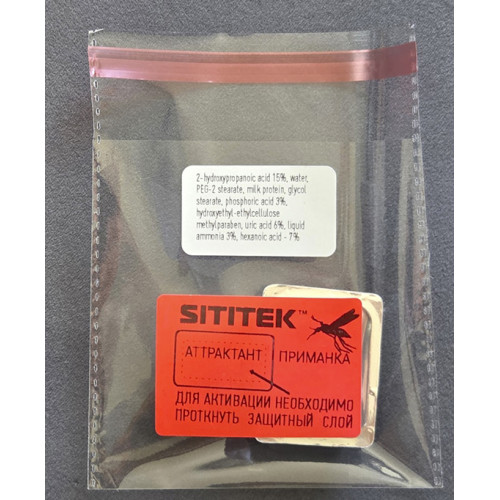 2-hydroxypropanoic acid 15%, water,
PEG-2 stearate, milk protein, glycol
stearate, phosphoric acid 3%,
hydroxyethyl-ethylcellulose
methylparaben, uric acid 6%, liquid
ammonia 3%, hexanoic acid - 7%
SITITEK™
АТТРАКТАНТ ПРИМАНКА
ДЛЯ АКТИВАЦИИ НЕОБХОДИМО
ПРОТКНУТЬ ЗАЩИТНЫЙ СЛОЙ